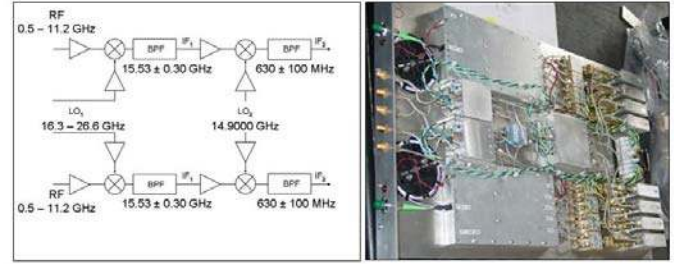 RF
0.5 – 11.2 GHz
BPF
IF₁
BPF
IF₂
15.53 ± 0.30 GHz
630 ± 100 MHz
LO₁
LO₂
16.3 – 26.6 GHz
14.9000 GHz
BPF
IF₁
BPF
IF₂
RF
0.5 – 11.2 GHz
15.53 ± 0.30 GHz
630 ± 100 MHz